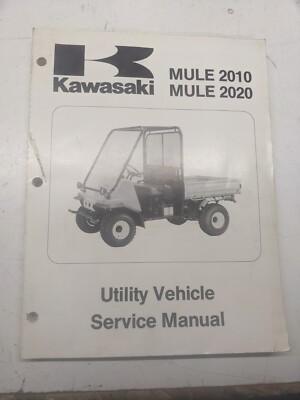 Kawasaki
MULE 2010
MULE 2020
Utility Vehicle
Service Manual